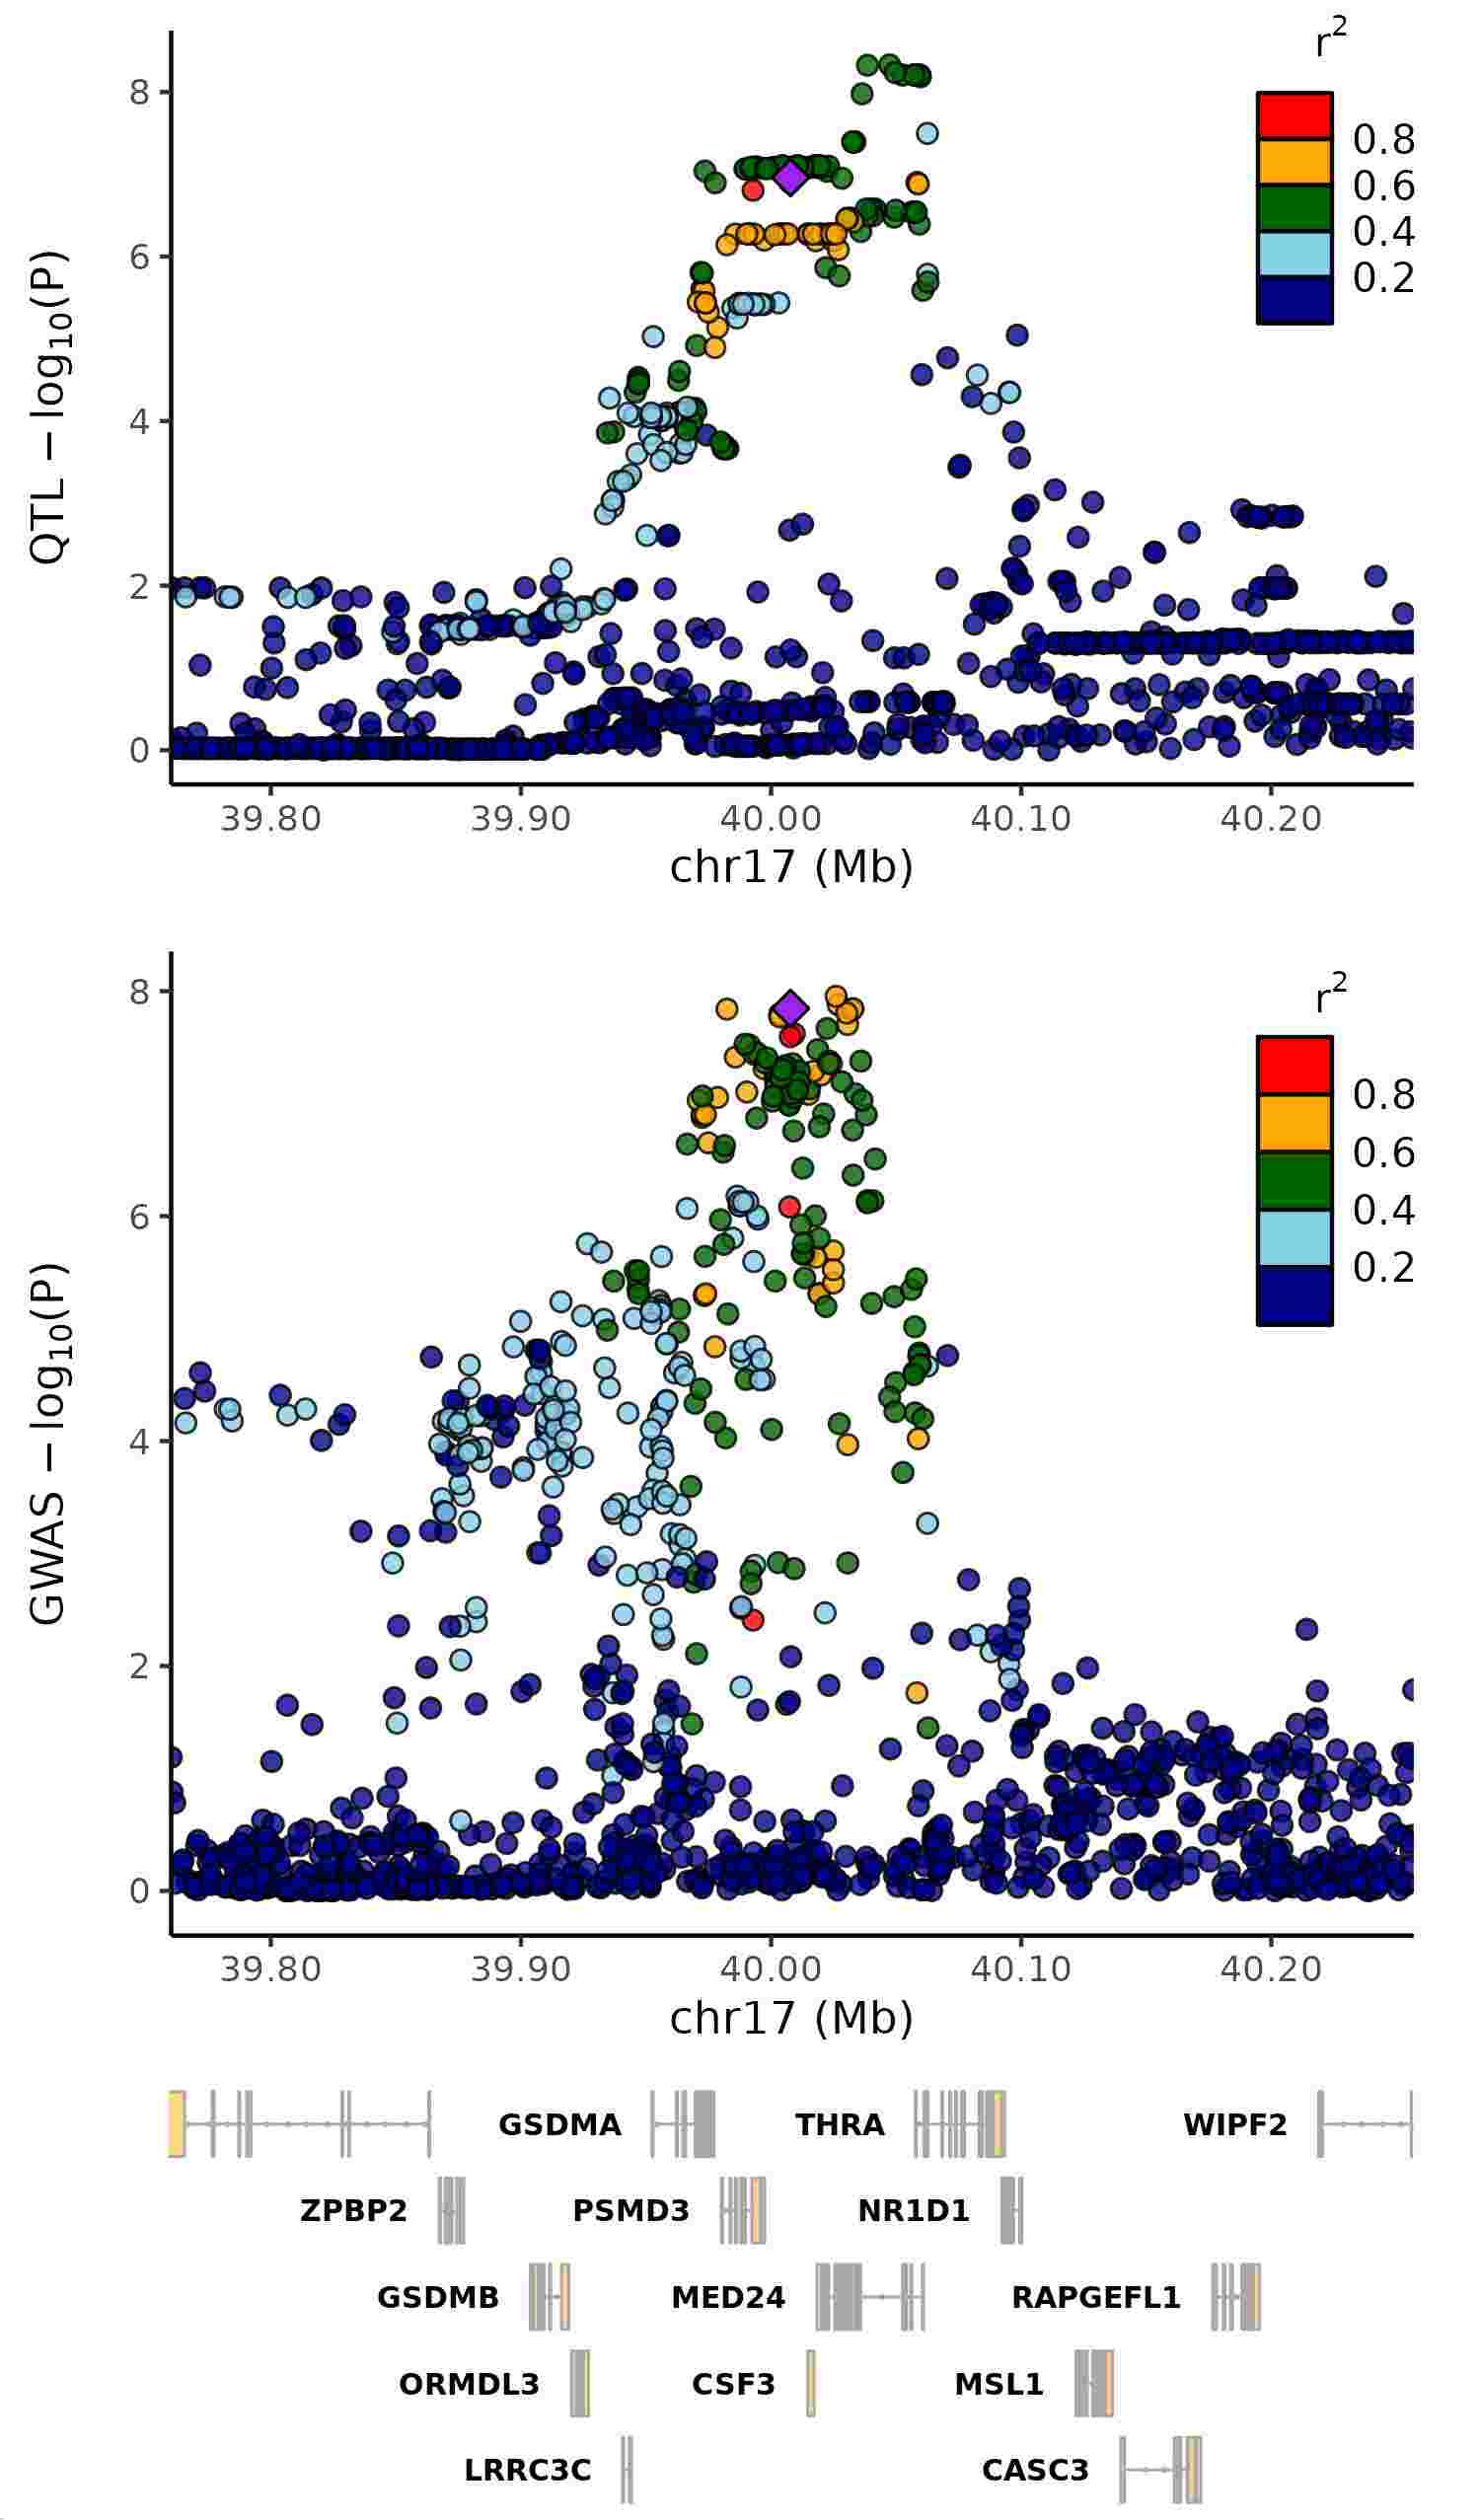 r²
8
6
4
2
0
0.8
0.6
0.4
0.2
QTL −log₁₀(P)
39.80 39.90 40.00 40.10 40.20
chr17 (Mb)
r²
8
6
4
2
0
0.8
0.6
0.4
0.2
GWAS −log₁₀(P)
39.80 39.90 40.00 40.10 40.20
chr17 (Mb)
GSDMA THRA WIPF2
ZPBP2 PSMD3 NR1D1
GSDMB MED24 RAPGEFL1
ORMDL3 CSF3 MSL1
LRRC3C CASC3